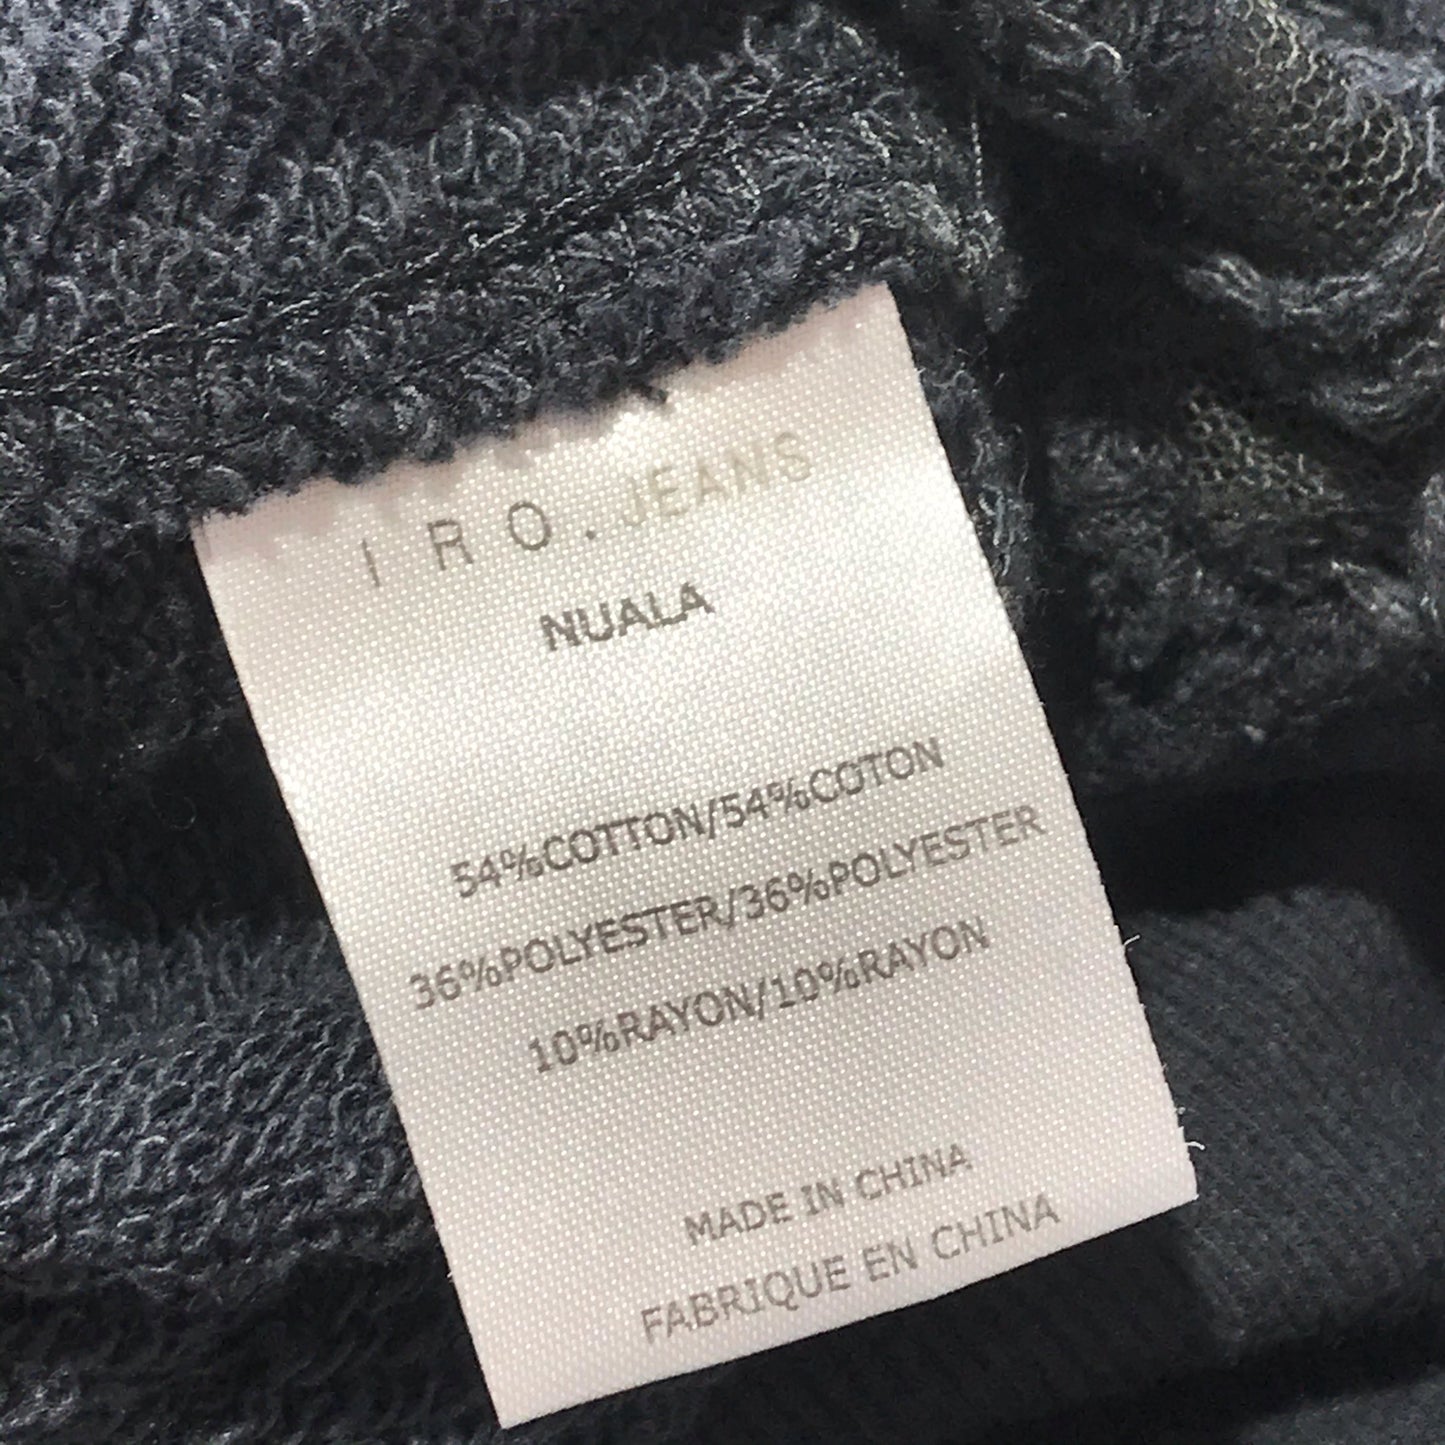 IRO.JEANS
NUALA
54%COTTON/54%COTON
36%POLYESTER/36%POLYESTER
10%RAYON/10%RAYON
MADE IN CHINA
FABRIQUE EN CHINA